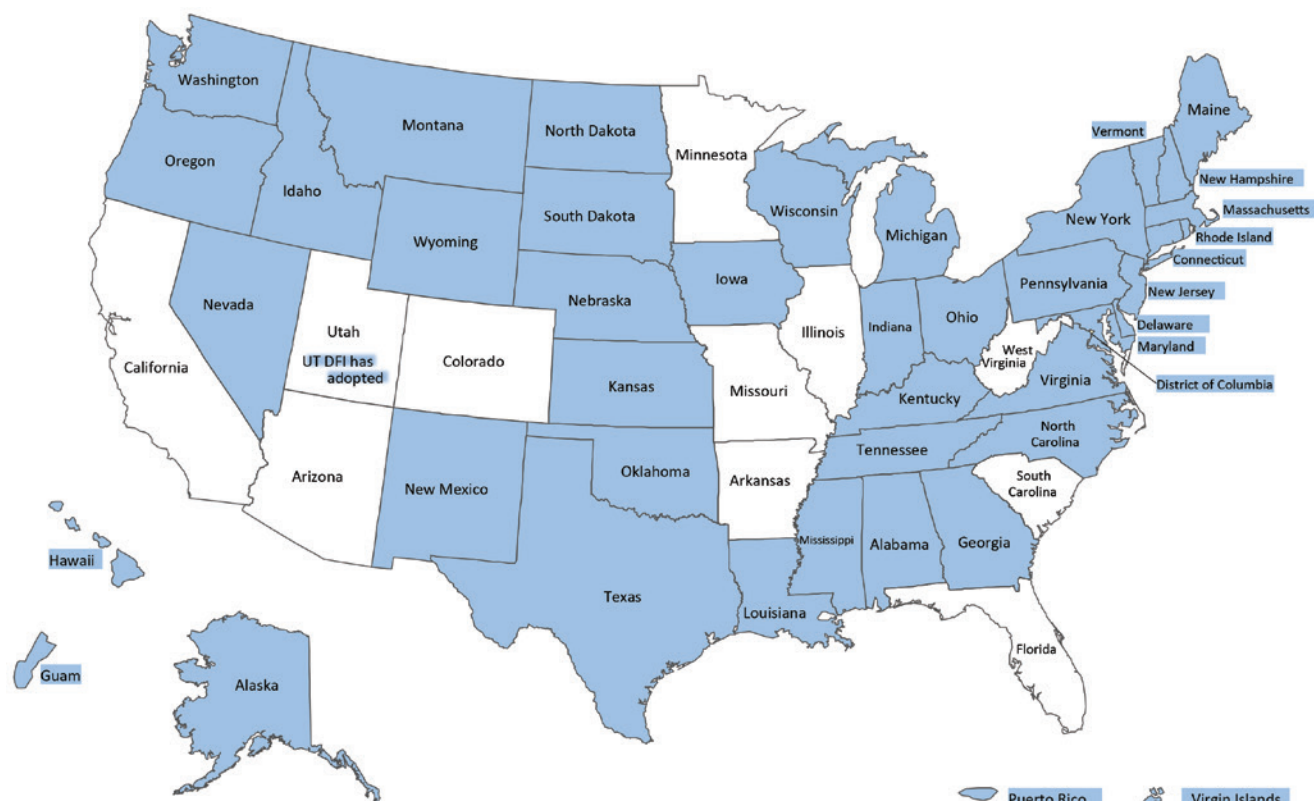 Washington
Montana
North Dakota
Minnesota
Maine
Vermont
Oregon
Idaho
New Hampshire
South Dakota
Wisconsin
Massachusetts
Wyoming
Michigan
New York
Rhode Island
Connecticut
Iowa
Pennsylvania
Nevada
Nebraska
New Jersey
Utah
Illinois
Indiana
Ohio
Delaware
UT DFI has
adopted
Colorado
Maryland
California
West
Virginia
Kansas
Missouri
Virginia
District of Columbia
Kentucky
North
Carolina
Tennessee
Arizona
New Mexico
Oklahoma
Arkansas
South
Carolina
Mississippi
Alabama
Georgia
Hawaii
Texas
Louisiana
Florida
Guam
Alaska
Puerto Rico
Virgin Islands